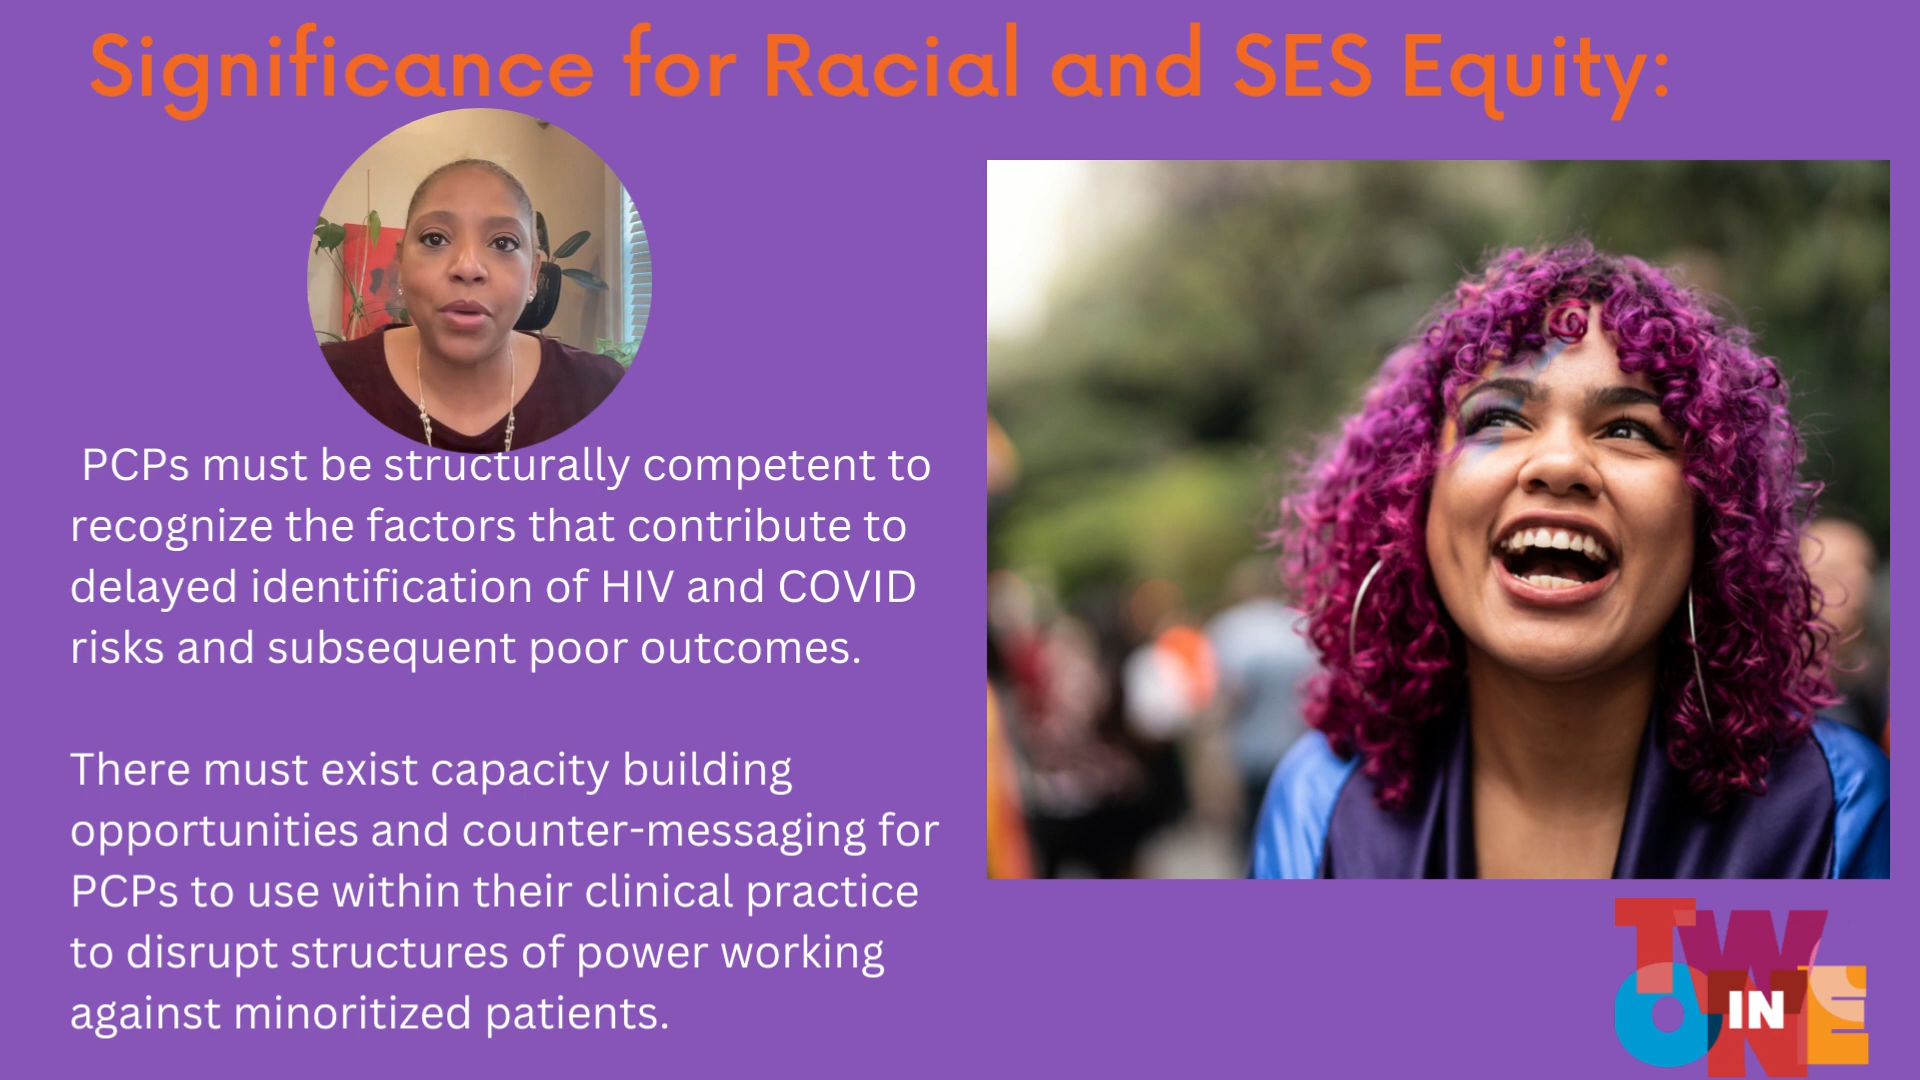 Significance for Racial and SES Equity:
PCPs must be structurally competent to
recognize the factors that contribute to
delayed identification of HIV and COVID
risks and subsequent poor outcomes.
There must exist capacity building
opportunities and counter-messaging for
PCPs to use within their clinical practice
to disrupt structures of power working
against minoritized patients.
TWO
IN
ONE